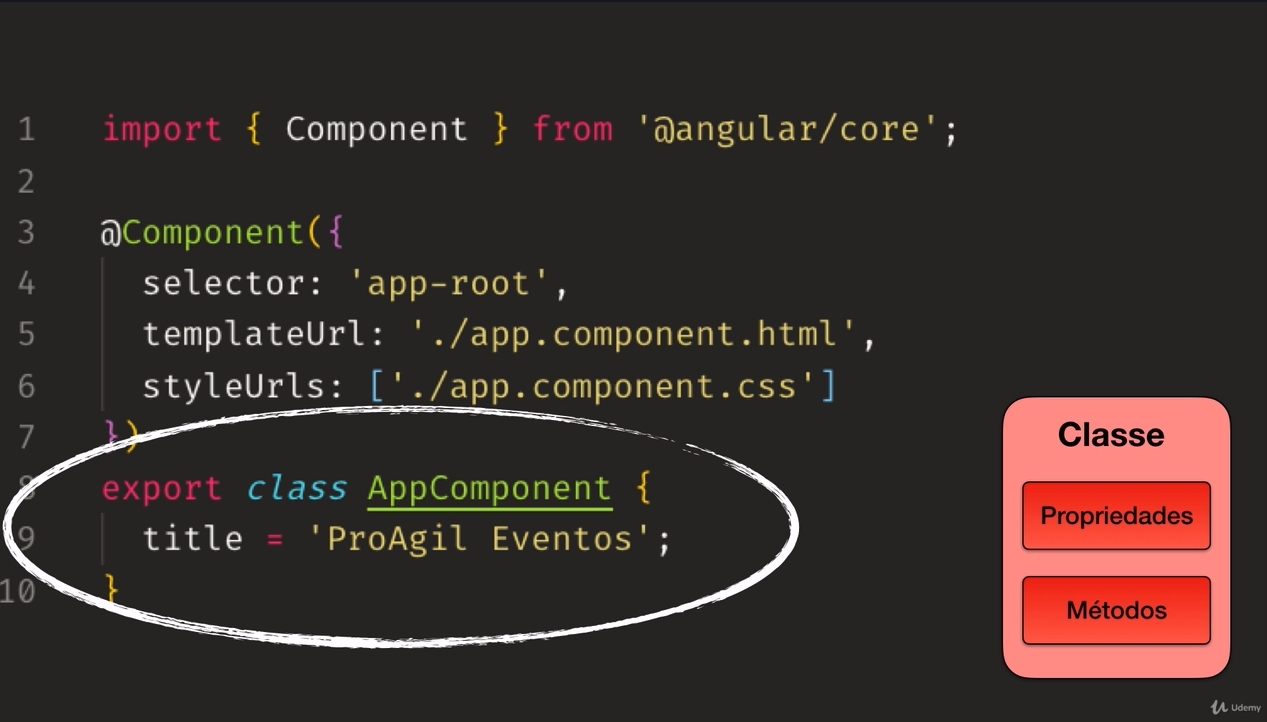 1 import { Component } from '@angular/core';
2
3 @Component({
4 selector: 'app-root',
5 templateUrl: './app.component.html',
6 styleUrls: ['./app.component.css']
7 })
8 export class AppComponent {
9 title = 'ProAgil Eventos';
10 }
Classe
Propriedades
Métodos
Udemy